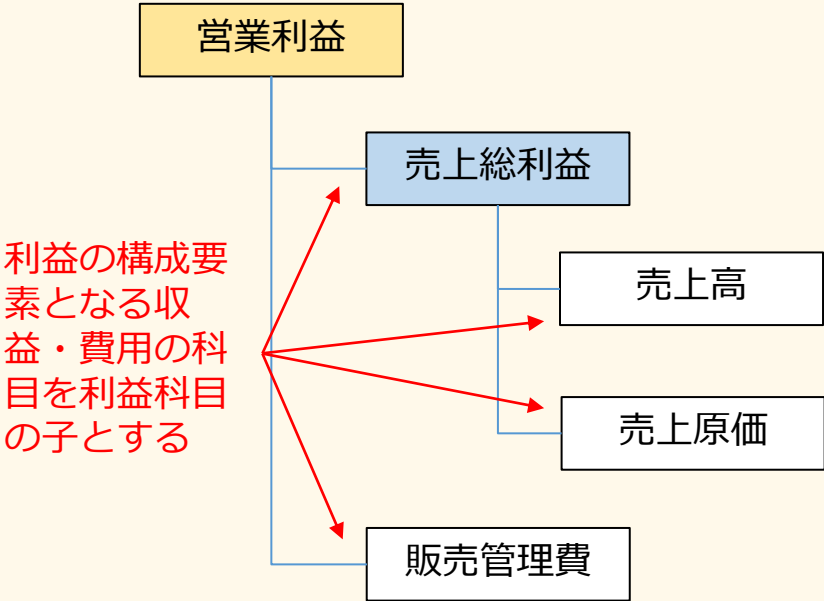 営業利益
売上総利益
利益の構成要
素となる収
益・費用の科
目を利益科目
の子とする
売上高
売上原価
販売管理費